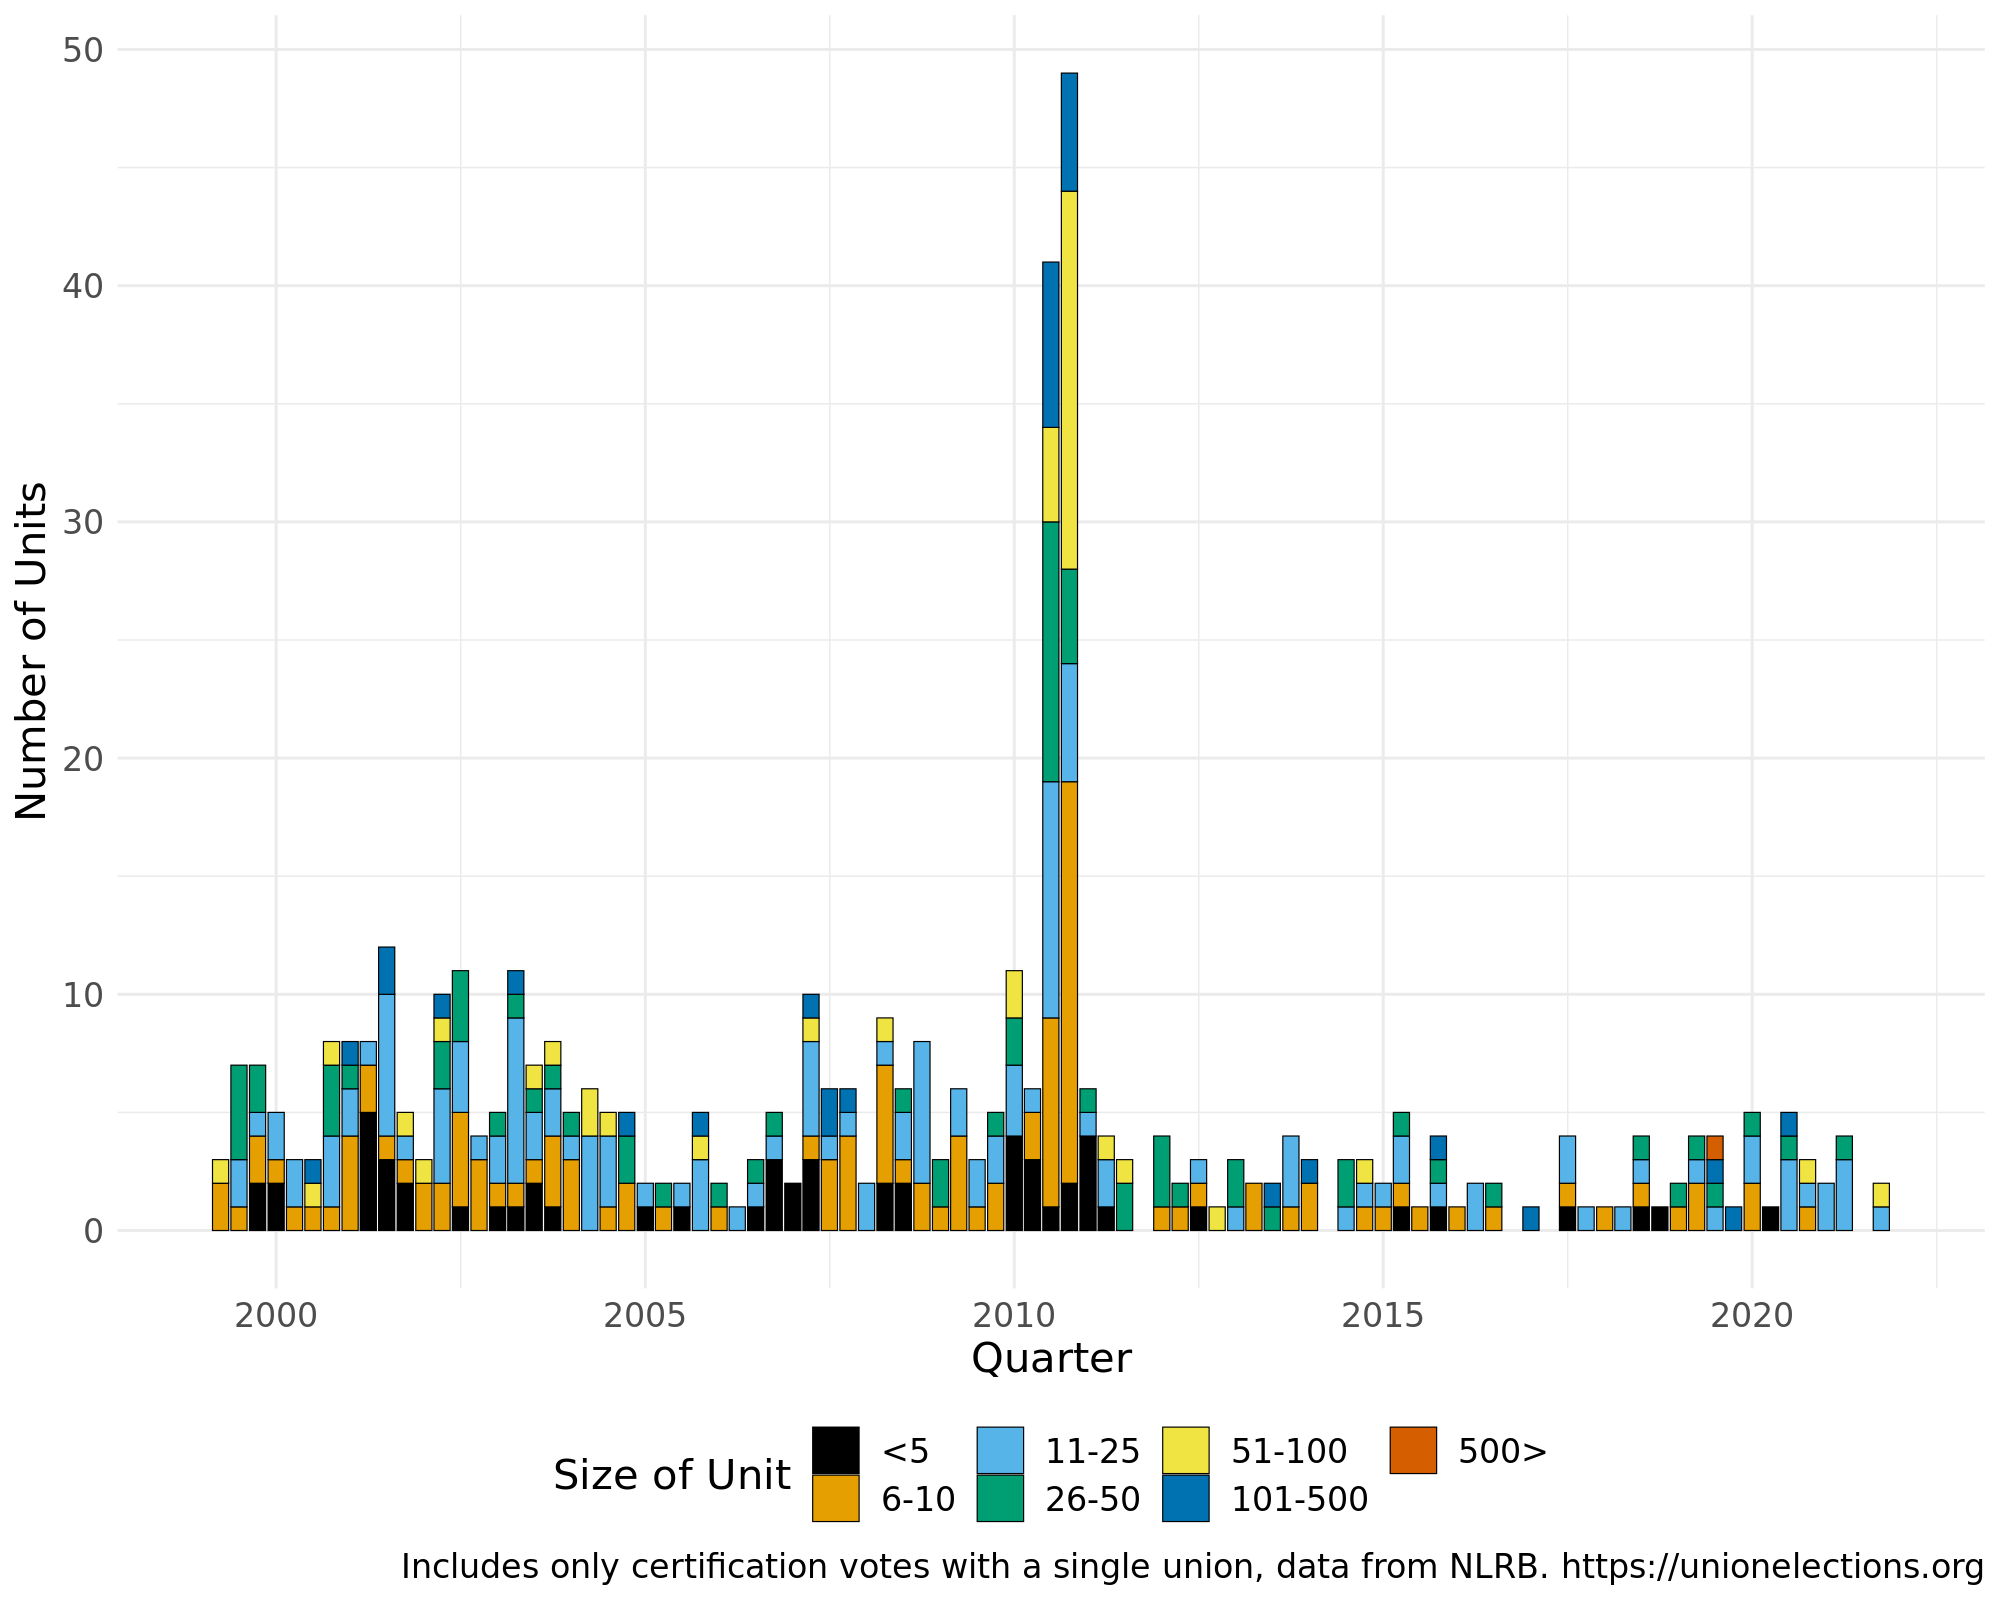 50
40
30
20
10
0
Number of Units
2000 2005 2010 2015 2020
Quarter
Size of Unit
<5 11-25 51-100 500>
6-10 26-50 101-500
Includes only certification votes with a single union, data from NLRB. https://unionelections.org